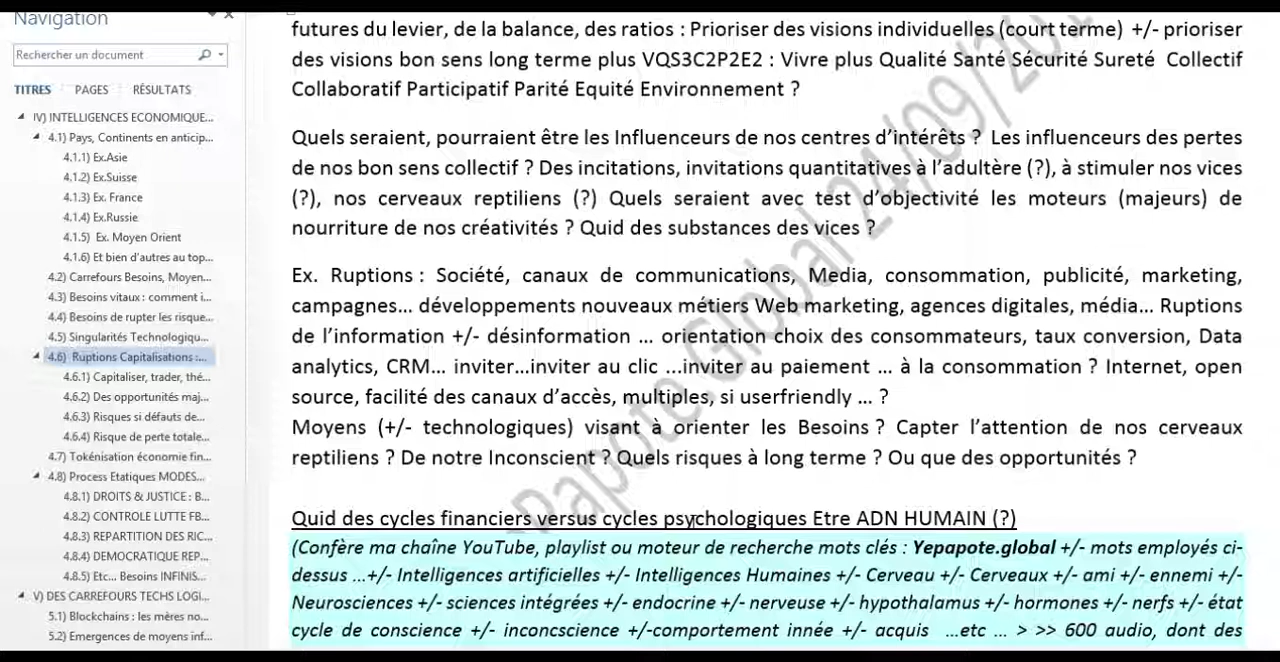 Navigation
Rechercher un document
TITRES PAGES RÉSULTATS
IV) INTELLIGENCES ECONOMIQUE...
4.1) Pays, Continents en anticip...
4.1.1) Ex.Asie
4.1.2) Ex.Suisse
4.1.3) Ex. France
4.1.4) Ex.Russie
4.1.5) Ex. Moyen Orient
4.1.6) Et bien d'autres au top...
4.2) Carrefours Besoins, Moyen...
4.3) Besoins vitaux : comment i...
4.4) Besoins de rupter les risque...
4.5) Singularités Technologiqu...
4.6) Ruptions Capitalisations :...
4.6.1) Capitaliser, trader, thé...
4.6.2) Des opportunités maj...
4.6.3) Risques si défauts de...
4.6.4) Risque de perte totale...
4.7) Tokénisation économie fin...
4.8) Process Etatiques MODES...
4.8.1) DROITS & JUSTICE : B...
4.8.2) CONTROLE LUTTE FB...
4.8.3) REPARTITION DES RIC...
4.8.4) DEMOCRATIQUE REP...
4.8.5) Etc... Besoins INFINIS...
V) DES CARREFOURS TECHS LOGI...
5.1) Blockchains : les mères no...
5.2) Emergences de moyens inf...
futures du levier, de la balance, des ratios : Prioriser des visions individuelles (court terme) +/- prioriser
des visions bon sens long terme plus VQS3C2P2E2 : Vivre plus Qualité Santé Sécurité Sureté Collectif
Collaboratif Participatif Parité Equité Environnement ?
Quels seraient, pourraient être les Influenceurs de nos centres d'intérêts ? Les influenceurs des pertes
de nos bon sens collectif ? Des incitations, invitations quantitatives à l'adultère (?), à stimuler nos vices
(?), nos cerveaux reptiliens (?) Quels seraient avec test d'objectivité les moteurs (majeurs) de
nourriture de nos créativités ? Quid des substances des vices ?
Ex. Ruptions : Société, canaux de communications, Media, consommation, publicité, marketing,
campagnes... développements nouveaux métiers Web marketing, agences digitales, média... Ruptions
de l'information +/- désinformation ... orientation choix des consommateurs, taux conversion, Data
analytics, CRM... inviter...inviter au clic ...inviter au paiement ... à la consommation ? Internet, open
source, facilité des canaux d'accès, multiples, si userfriendly ... ?
Moyens (+/- technologiques) visant à orienter les Besoins ? Capter l'attention de nos cerveaux
reptiliens ? De notre Inconscient ? Quels risques à long terme ? Ou que des opportunités ?
Quid des cycles financiers versus cycles psychologiques Etre ADN HUMAIN (?)
(Confère ma chaîne YouTube, playlist ou moteur de recherche mots clés : Yepapote.global +/- mots employés ci-
dessus ...+/- Intelligences artificielles +/- Intelligences Humaines +/- Cerveau +/- Cerveaux +/- ami +/- ennemi +/-
Neurosciences +/- sciences intégrées +/- endocrine +/- nerveuse +/- hypothalamus +/- hormones +/- nerfs +/- état
cycle de conscience +/- inconcscience +/-comportement innée +/- acquis ...etc ... > >> 600 audio, dont des